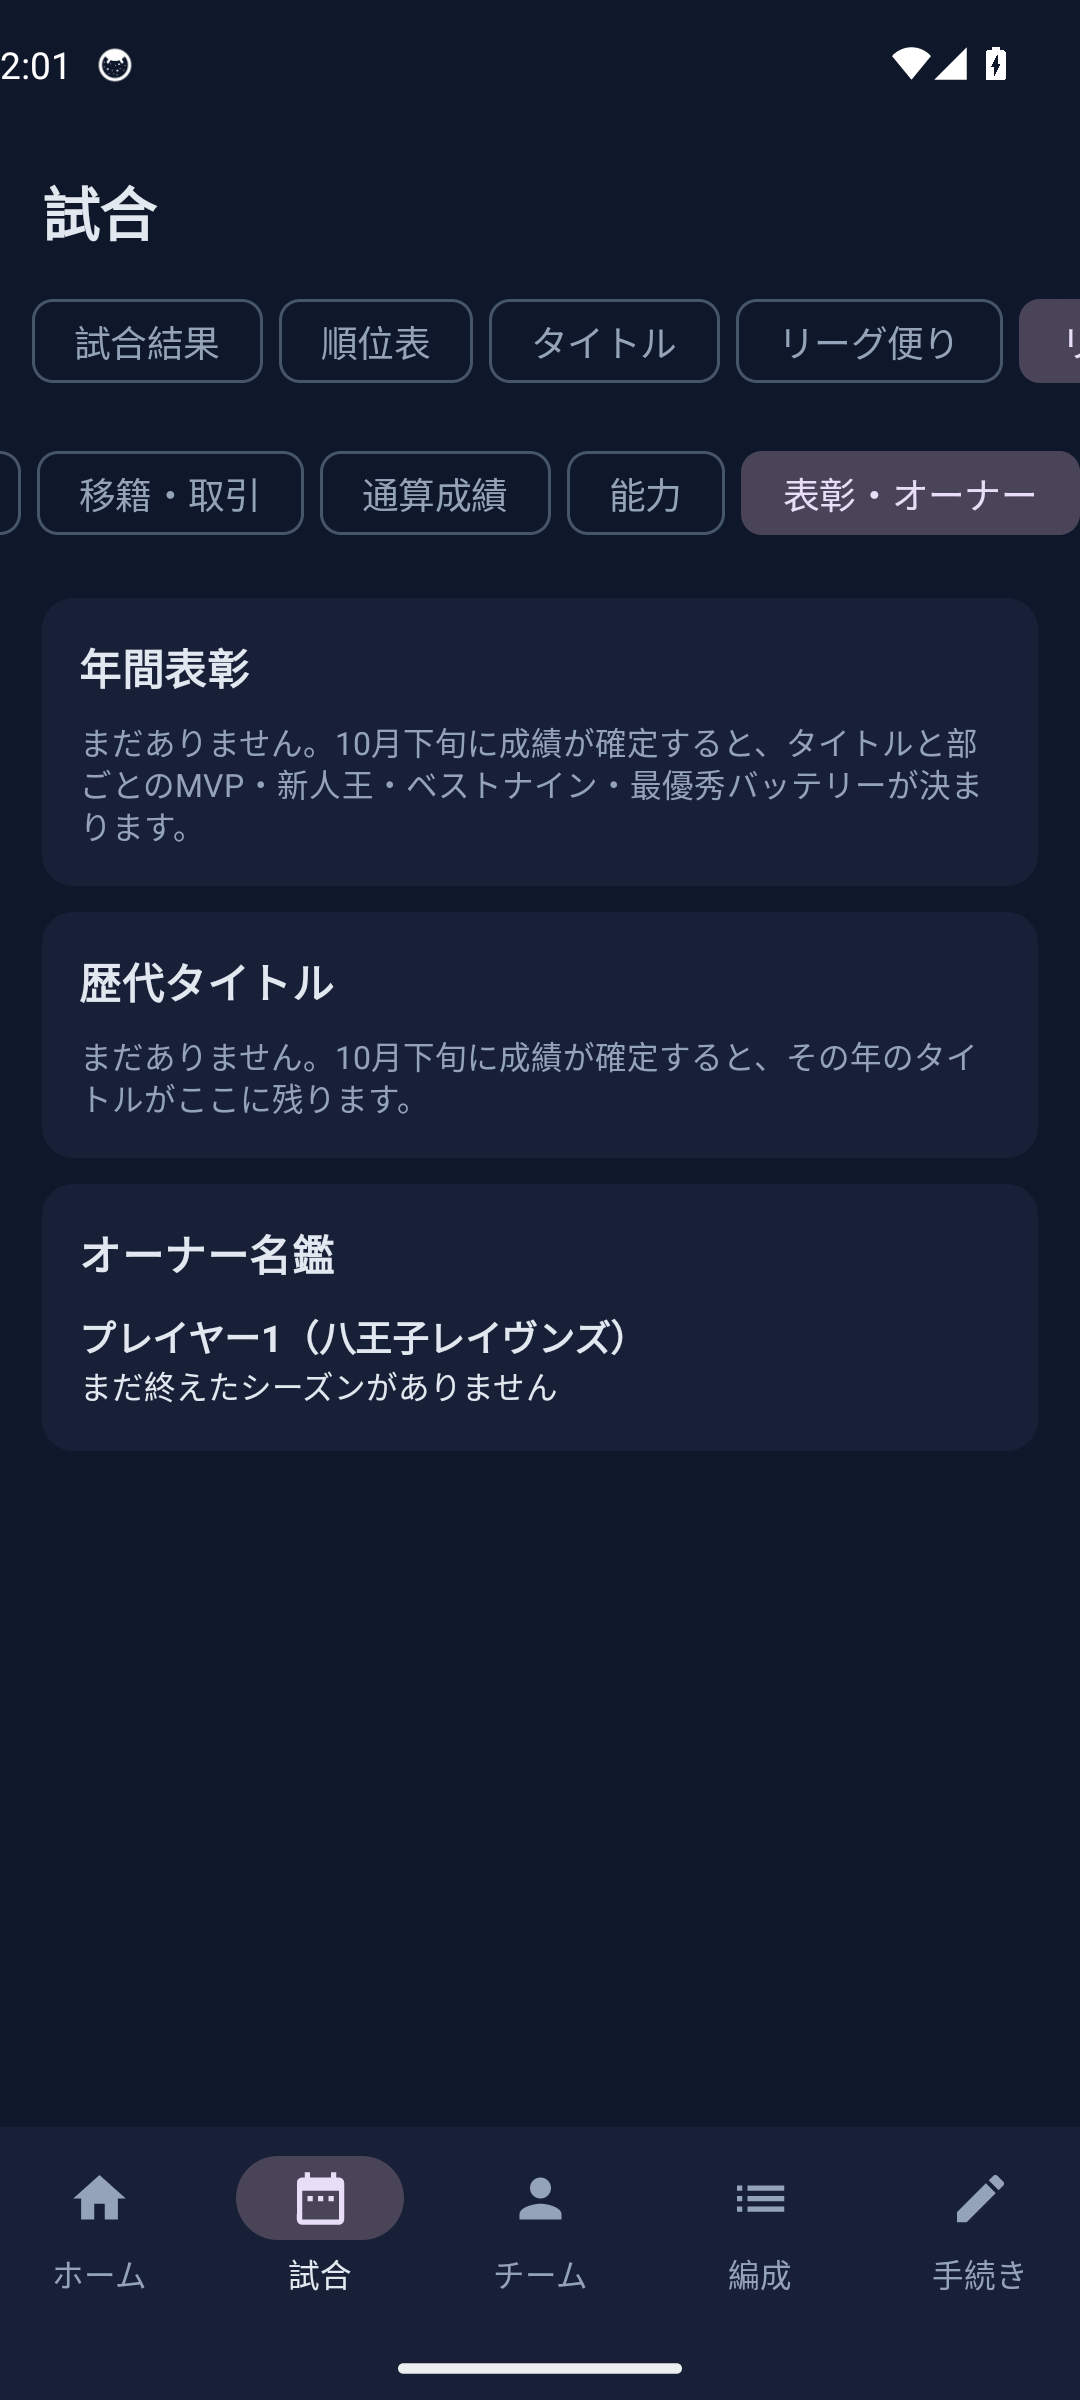 2:01
試合
試合結果 順位表 タイトル リーグ便り
移籍・取引 通算成績 能力 表彰・オーナー
年間表彰
まだありません。10月下旬に成績が確定すると、タイトルと部
ごとのMVP・新人王・ベストナイン・最優秀バッテリーが決ま
ります。
歴代タイトル
まだありません。10月下旬に成績が確定すると、その年のタイ
トルがここに残ります。
オーナー名鑑
プレイヤー1（八王子レイヴンズ）
まだ終えたシーズンがありません
ホーム 試合 チーム 編成 手続き